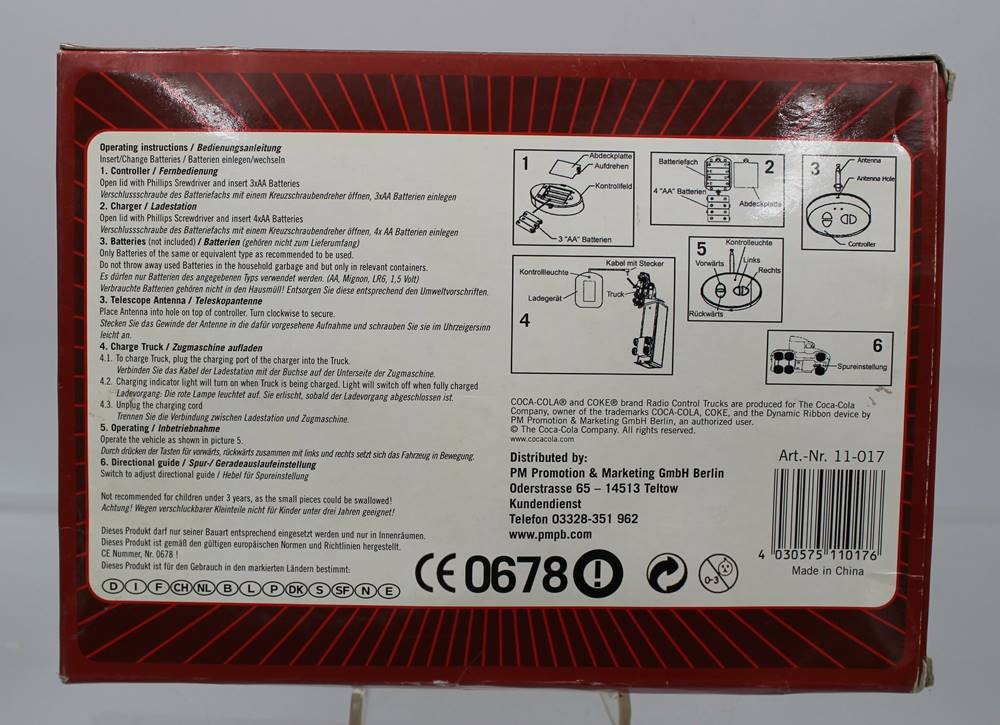 Operating instructions / Bedienungsanleitung
Insert/Change Batteries / Batterien einlegen/wechseln
1. Controller / Fernbedienung
Open lid with Phillips Srewdriver and insert 3xAA Batteries
Verschlussschraube des Batteriefachs mit einem Kreuzschraubendreher öffnen, 3xAA Batterien einlegen
2. Charger / Ladestation
Open lid with Phillips Screwdriver and insert 4xAA Batteries
Verschlussschraube des Batteriefachs mit einem Kreuzschraubendreher öffnen, 4x AA Batterien einlegen
3. Batteries (not included) / Batterien (gehören nicht zum Lieferumfang)
Only Batteries of the same or equivalent type as recommended to be used.
Do not throw away used Batteries in the household garbage and but only in relevant containers.
Es dürfen nur Batterien des angegebenen Typs verwendet werden. (AA, Mignon, LR6, 1,5 Volt)
Verbrauchte Batterien gehören nicht in den Hausmüll! Entsorgen Sie diese entsprechend den Umweltvorschriften.
3. Telescope Antenna / Teleskopantenne
Place Antenna into hole on top of controller. Turn clockwise to secure.
Stecken Sie das Gewinde der Antenne in die dafür vorgesehene Aufnahme und schrauben Sie sie im Uhrzeigersinn
leicht an.
4. Charge Truck / Zugmaschine aufladen
4.1. To charge Truck, plug the charging port of the charger into the Truck.
Verbinden Sie das Kabel der Ladestation mit der Buchse auf der Unterseite der Zugmaschine.
4.2. Charging indicator light will turn on when Truck is being charged. Light will switch off when fully charged
Ladevorgang: Die rote Lampe leuchtet auf. Sie erlischt, sobald der Ladevorgang abgeschlossen ist.
4.3. Unplug the charging cord
Trennen Sie die Verbindung zwischen Ladestation und Zugmaschine.
5. Operating / Inbetriebnahme
Operate the vehicle as shown in picture 5.
Durch drücken der Tasten für vorwärts, rückwärts zusammen mit links und rechts setzt sich das Fahrzeug in Bewegung.
6. Directional guide / Spur-/ Geradeauslaufeinstellung
Switch to adjust directional guide / Hebel für Spureinstellung
Not recommended for children under 3 years, as the small pieces could be swallowed!
Achtung! Wegen verschluckbarer Kleinteile nicht für Kinder unter drei Jahren geeignet!
Dieses Produkt darf nur seiner Bauart entsprechend eingesetzt werden und nur in Innenräumen.
Dieses Produkt ist gemäß den gültigen europäischen Normen und Richtlinien hergestellt.
CE Nummer, Nr. 0678 !
Dieses Produkt ist für den Gebrauch in den markierten Ländern bestimmt:
D I F CH NL B L P DK S SF N E
1
Abdeckplatte
Aufdrehen
Kontrollfeld
3 "AA" Batterien
2
Batteriefach
4 "AA" Batterien
Abdeckplatte
3
Antenna
Antenna Hole
Controller
4
Kontrollleuchte
Kabel mit Stecker
Ladegerät
Truck
5
Kontrollleuchte
Vorwärts
Links
Rechts
Rückwärts
6
Spureinstellung
COCA-COLA® and COKE® brand Radio Control Trucks are produced for The Coca-Cola
Company, owner of the trademarks COCA-COLA, COKE, and the Dynamic Ribbon device by
PM Promotion & Marketing GmbH Berlin, an authorized user.
© The Coca-Cola Company. All rights reserved.
www.cocacola.com
Distributed by:
PM Promotion & Marketing GmbH Berlin
Oderstrasse 65 – 14513 Teltow
Kundendienst
Telefon 03328-351 962
www.pmpb.com
CE 0678 !
0-3
Art.-Nr. 11-017
4 030575 110176
Made in China